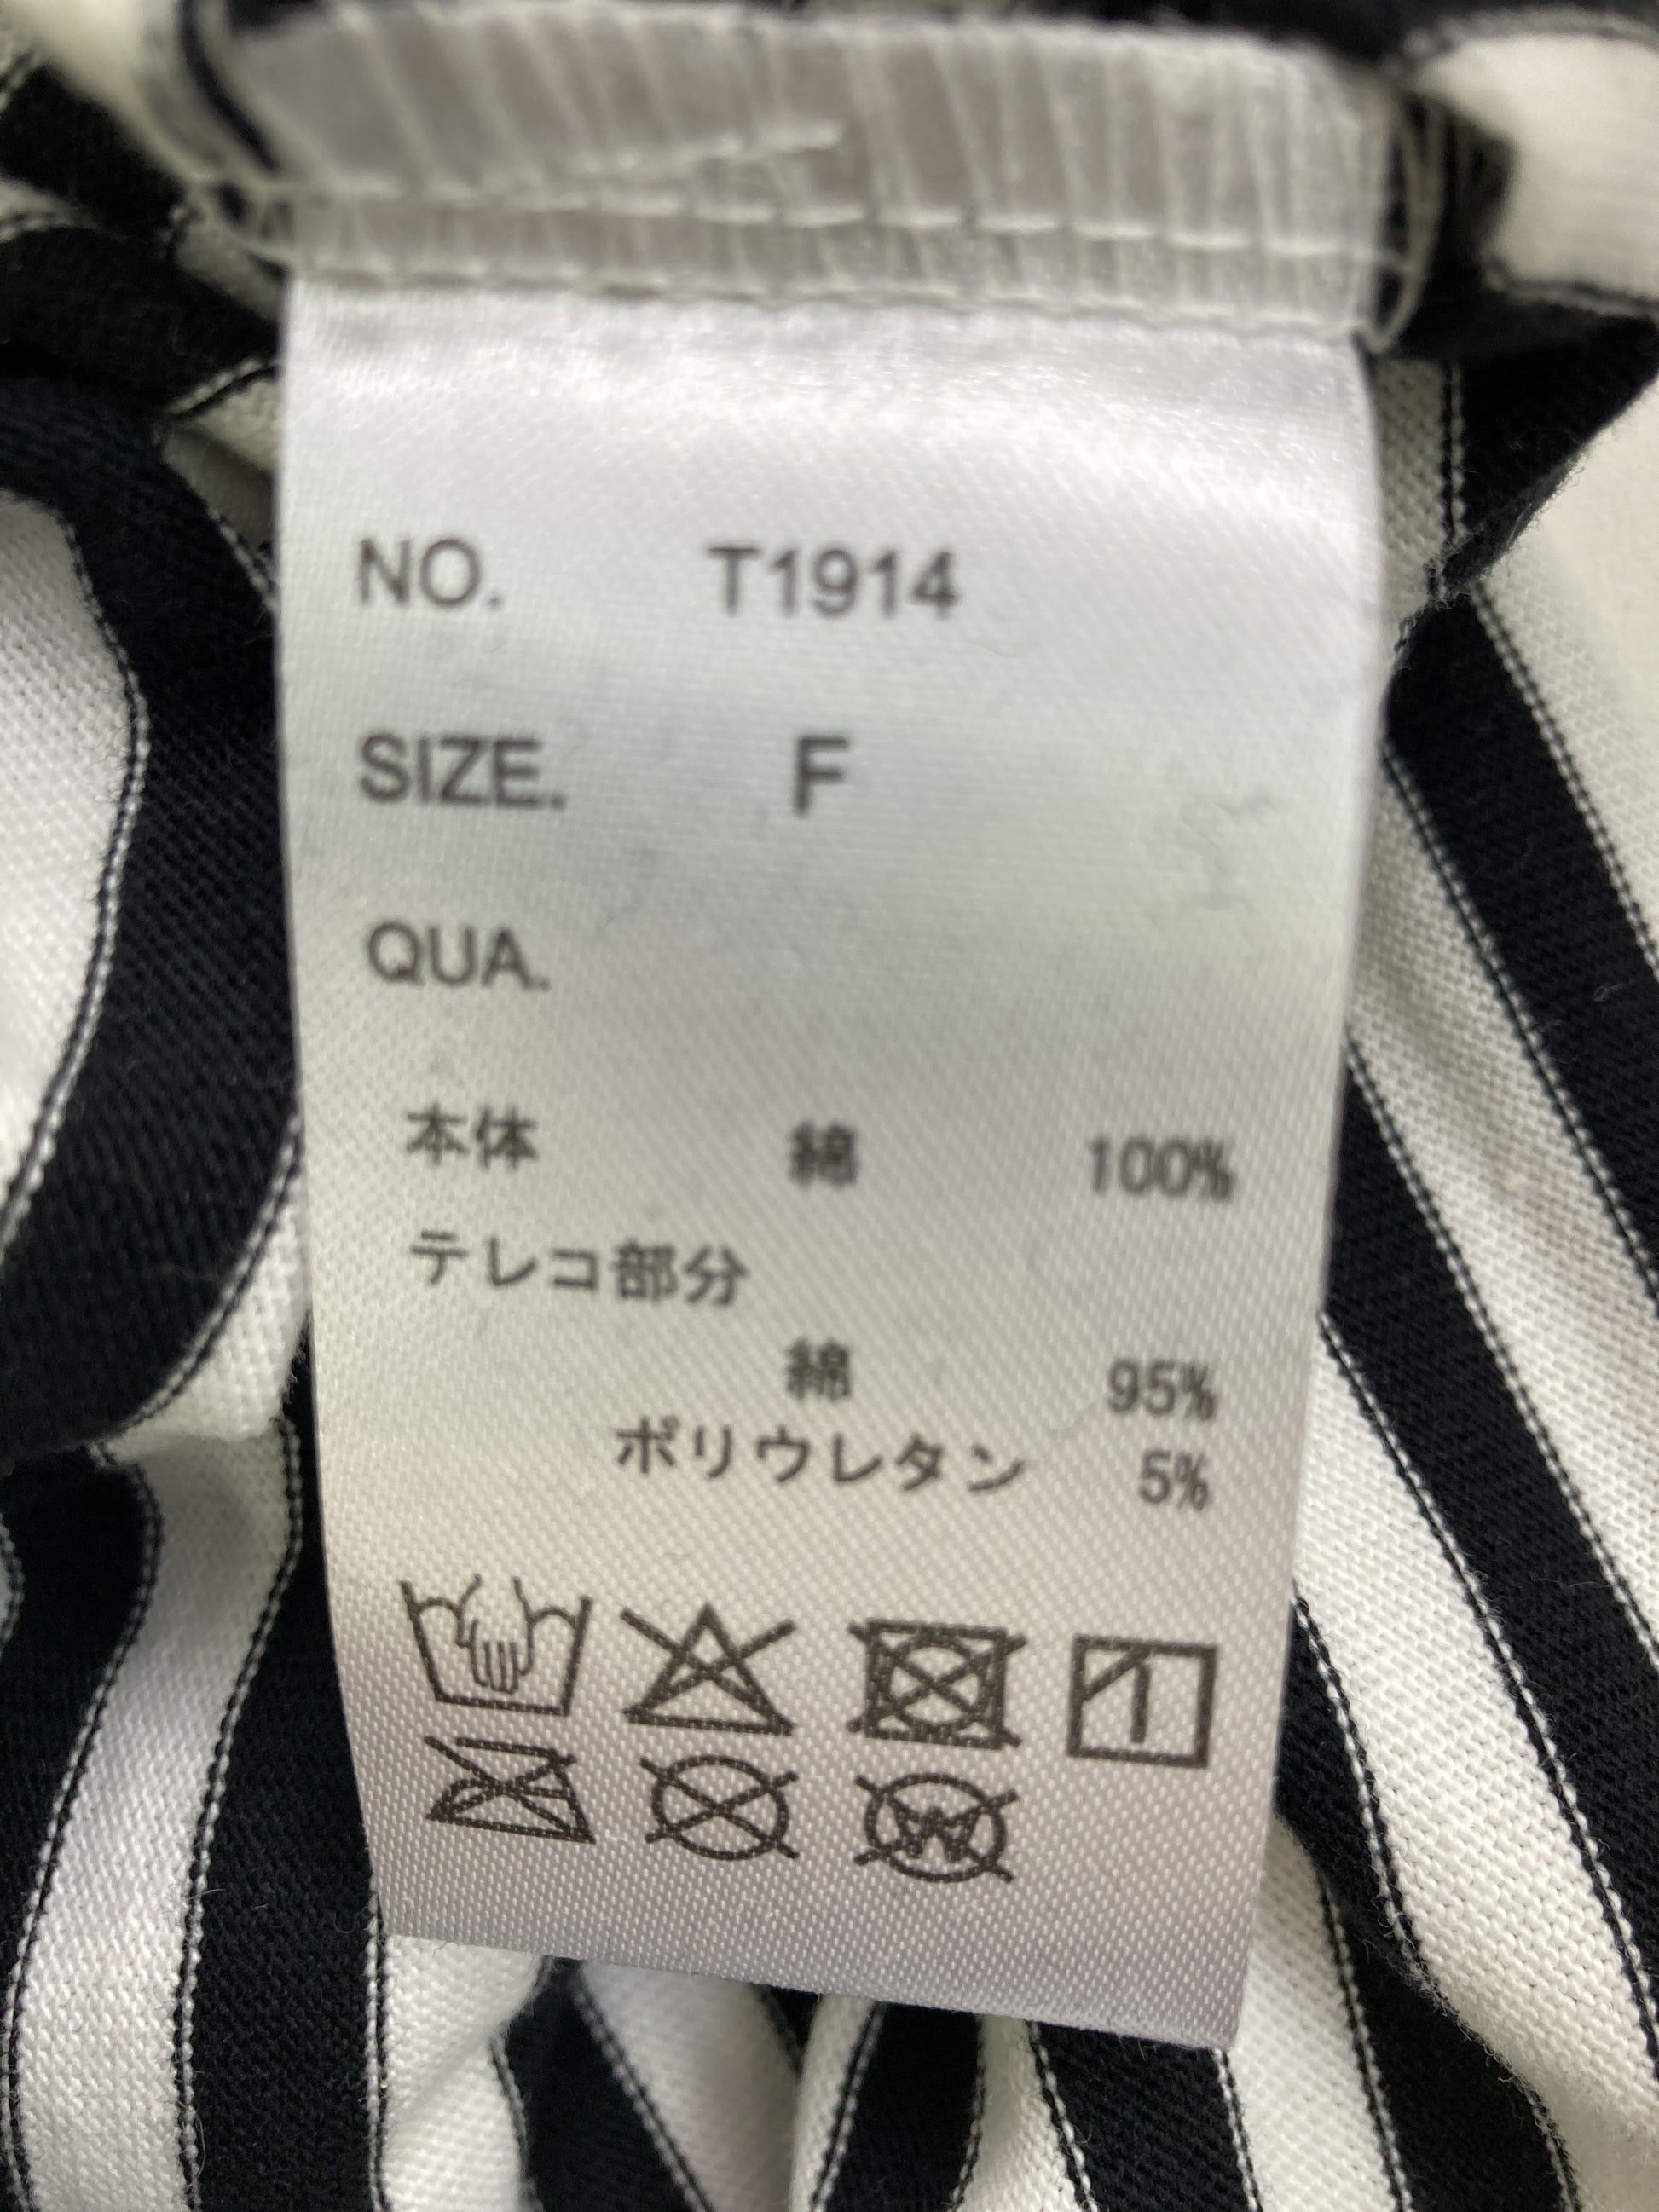 NO. T1914
SIZE. F
QUA.
本体 綿 100%
テレコ部分
綿 95%
ポリウレタン 5%
W